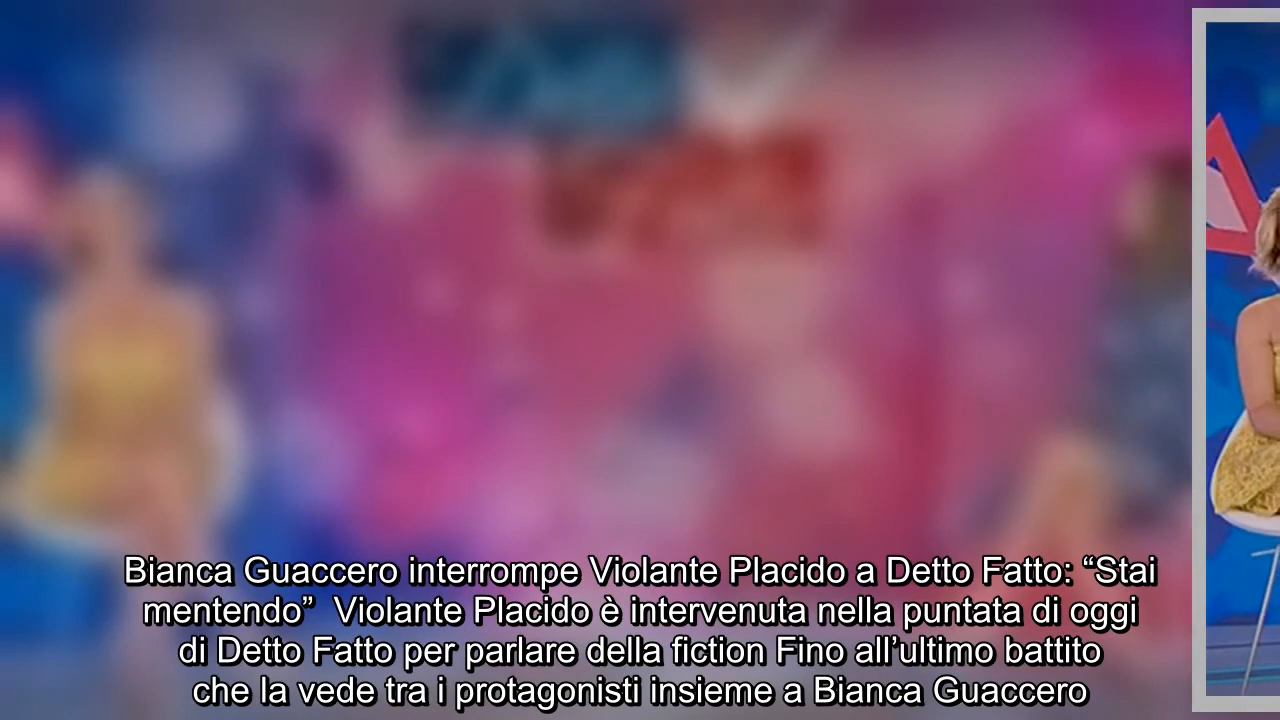 Bianca Guaccero interrompe Violante Placido a Detto Fatto: “Stai
mentendo”  Violante Placido è intervenuta nella puntata di oggi
di Detto Fatto per parlare della fiction Fino all’ultimo battito
che la vede tra i protagonisti insieme a Bianca Guaccero